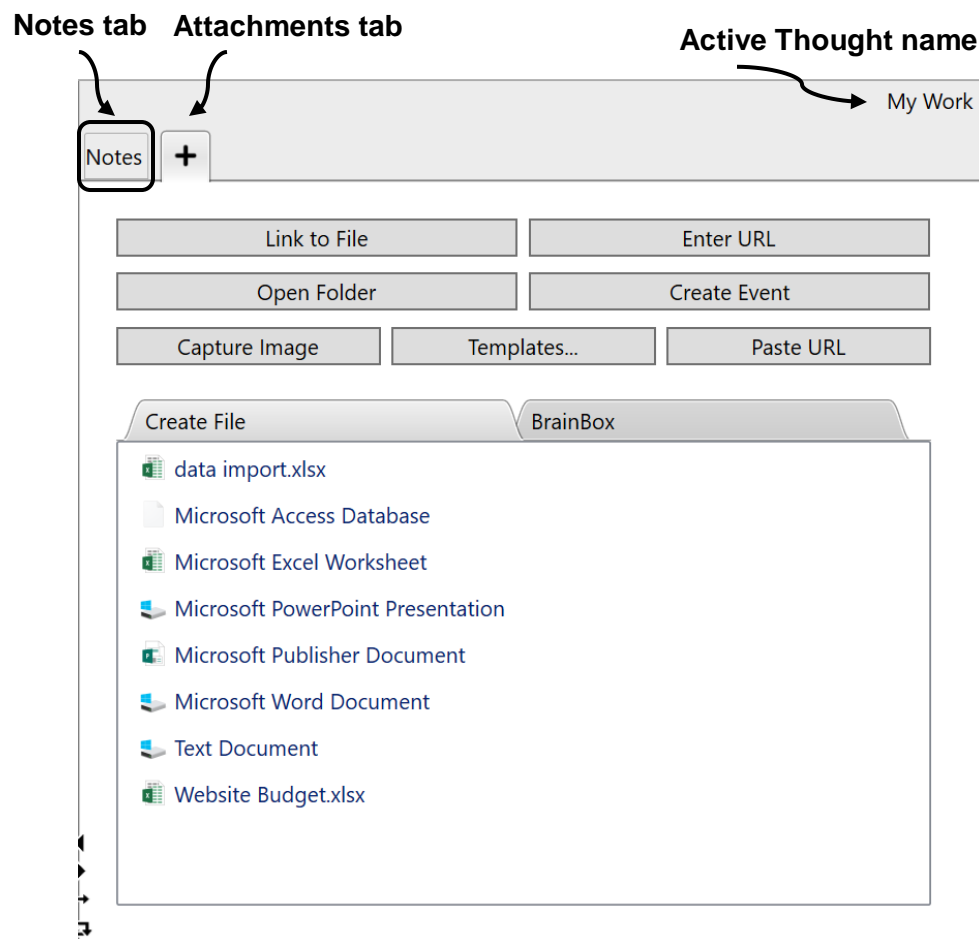 Notes tab Attachments tab
Active Thought name
My Work
Notes +
Link to File Enter URL
Open Folder Create Event
Capture Image Templates... Paste URL
Create File BrainBox
data import.xlsx
Microsoft Access Database
Microsoft Excel Worksheet
Microsoft PowerPoint Presentation
Microsoft Publisher Document
Microsoft Word Document
Text Document
Website Budget.xlsx